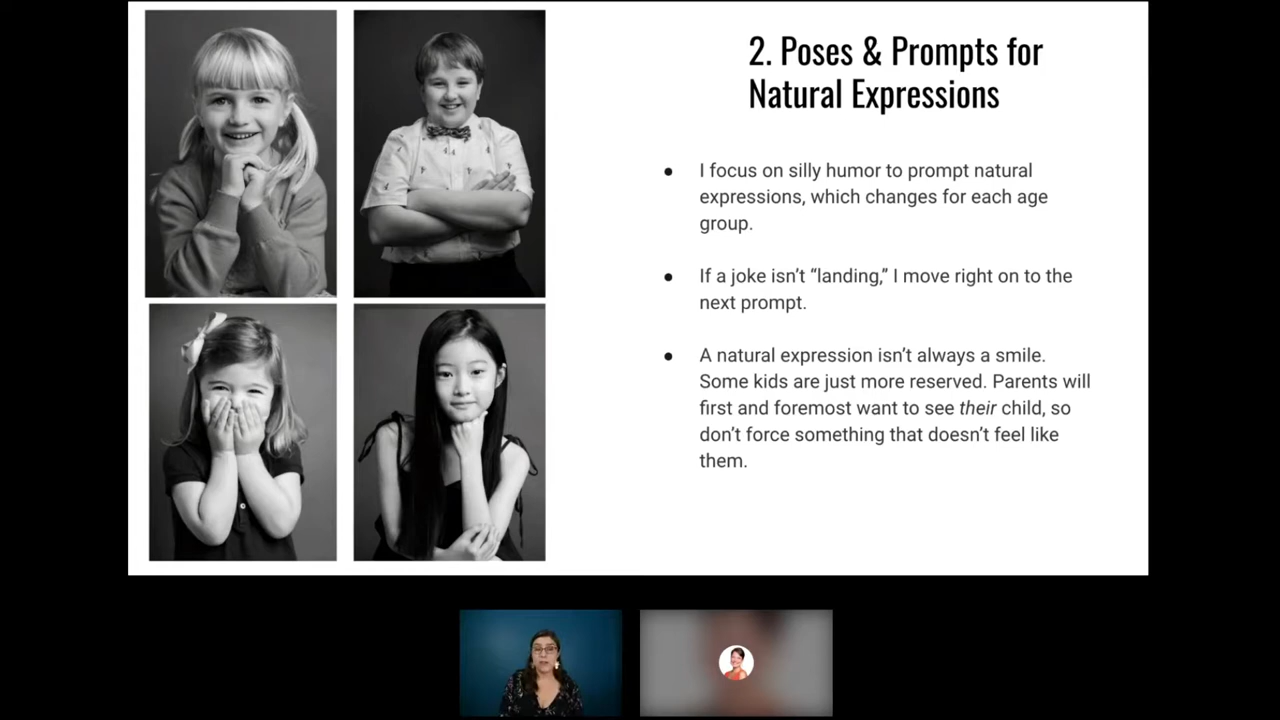 2. Poses & Prompts for
Natural Expressions
● I focus on silly humor to prompt natural
expressions, which changes for each age
group.
● If a joke isn’t “landing,” I move right on to the
next prompt.
● A natural expression isn’t always a smile.
Some kids are just more reserved. Parents will
first and foremost want to see their child, so
don’t force something that doesn’t feel like
them.